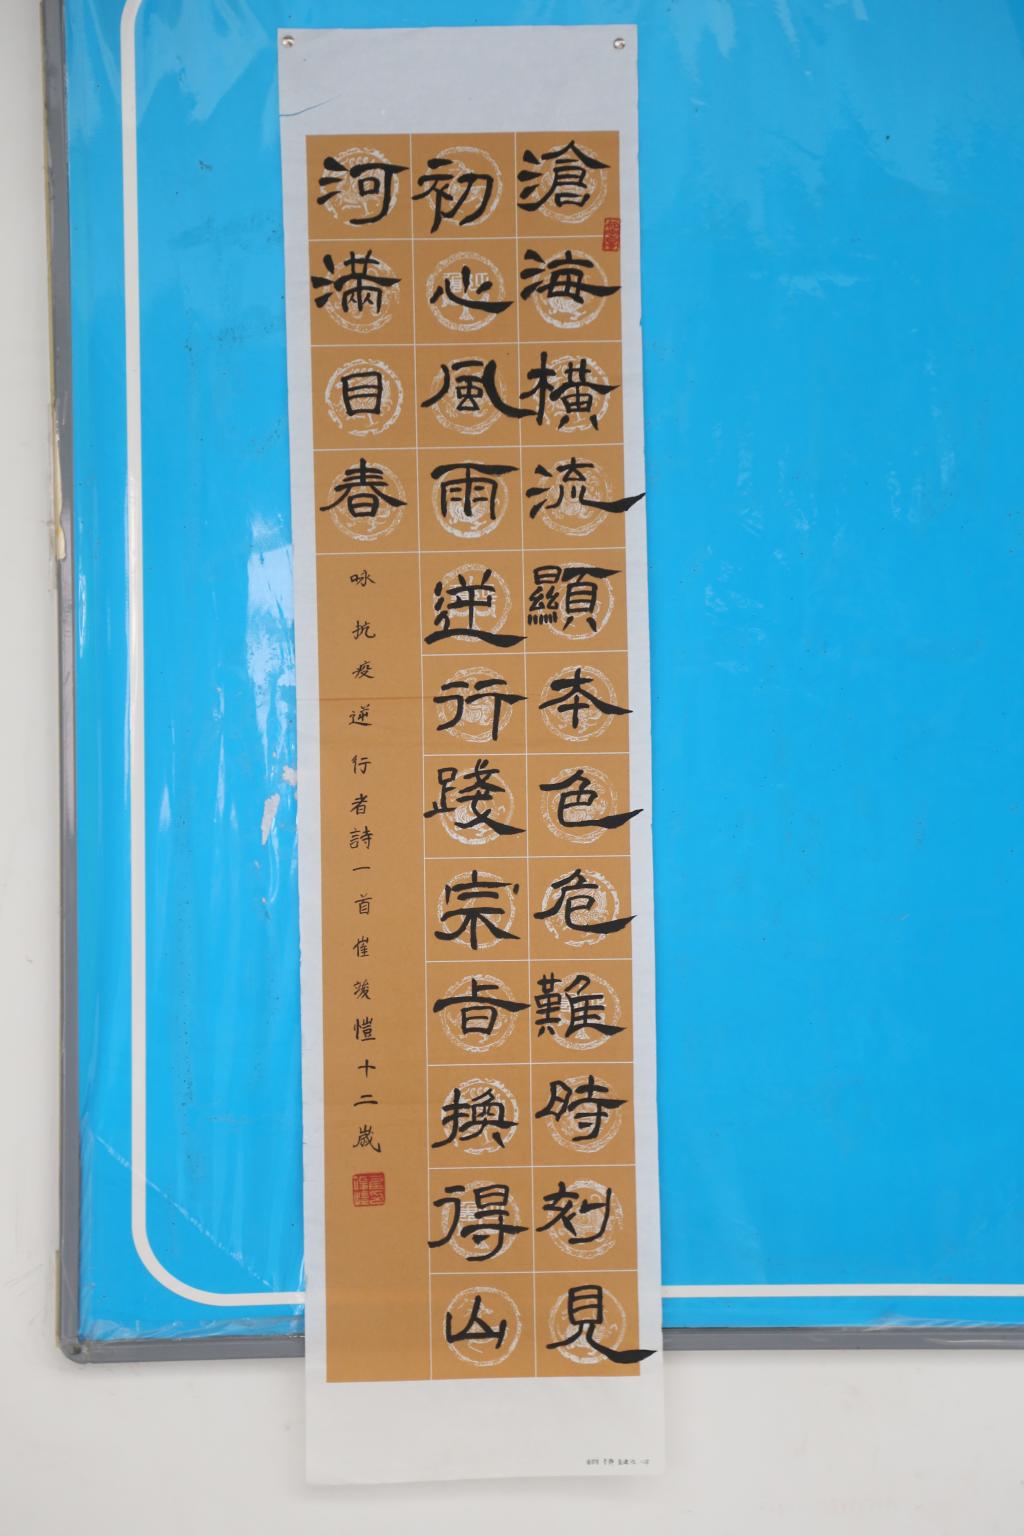 滄海橫流顯本色危難時刻見
初心風雨逆行踐宗旨換得山
河滿目春
咏抗疫逆行者詩一首崔竣愷十二歲